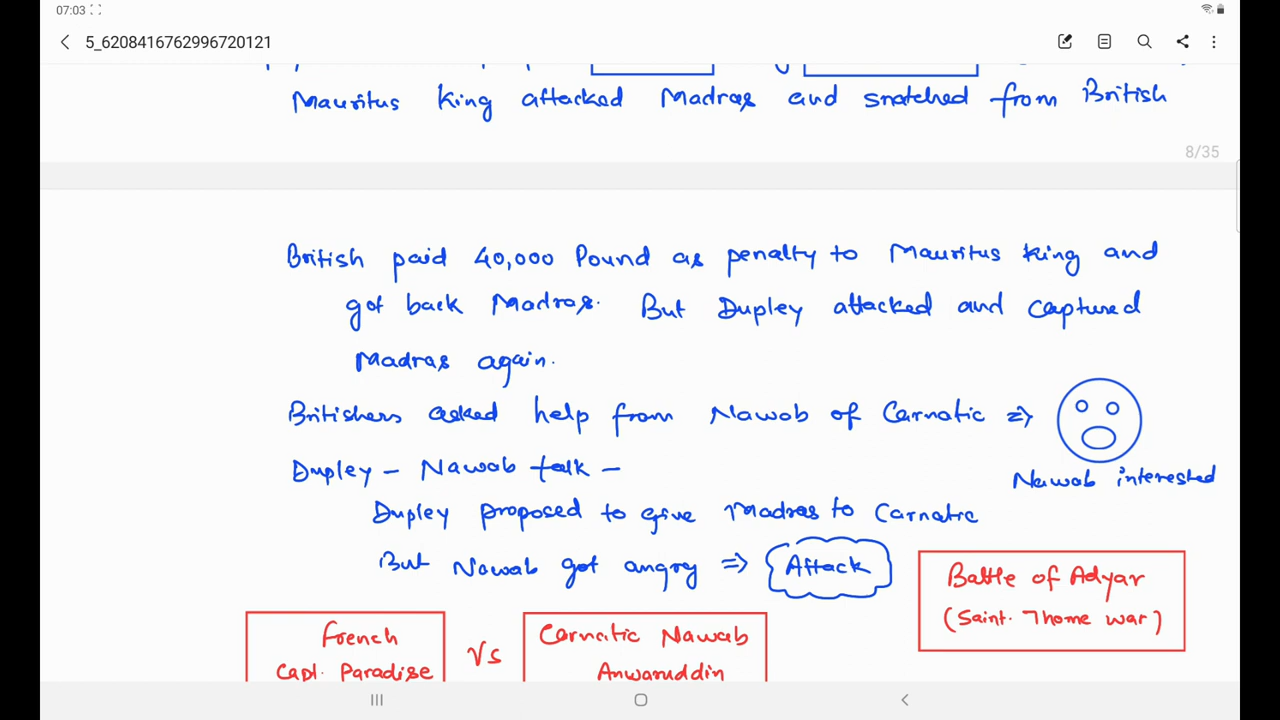 07:03
5_6208416762996720121
Mauritus king attacked Madras and snatched from British
8/35
British paid 40,000 Pound as penalty to Mauritus king and
got back Madras. But Dupley attacked and captured
Madras again.
Britishers asked help from Nawab of Carnatic ⇒
Nawab interested
Dupley - Nawab talk -
Dupley proposed to give Madras to Carnatic
But Nawab got angry ⇒ Attack
Battle of Adyar
(Saint. Thome war)
French
Capt. Paradise
Vs
Carnatic Nawab
Anwaruddin